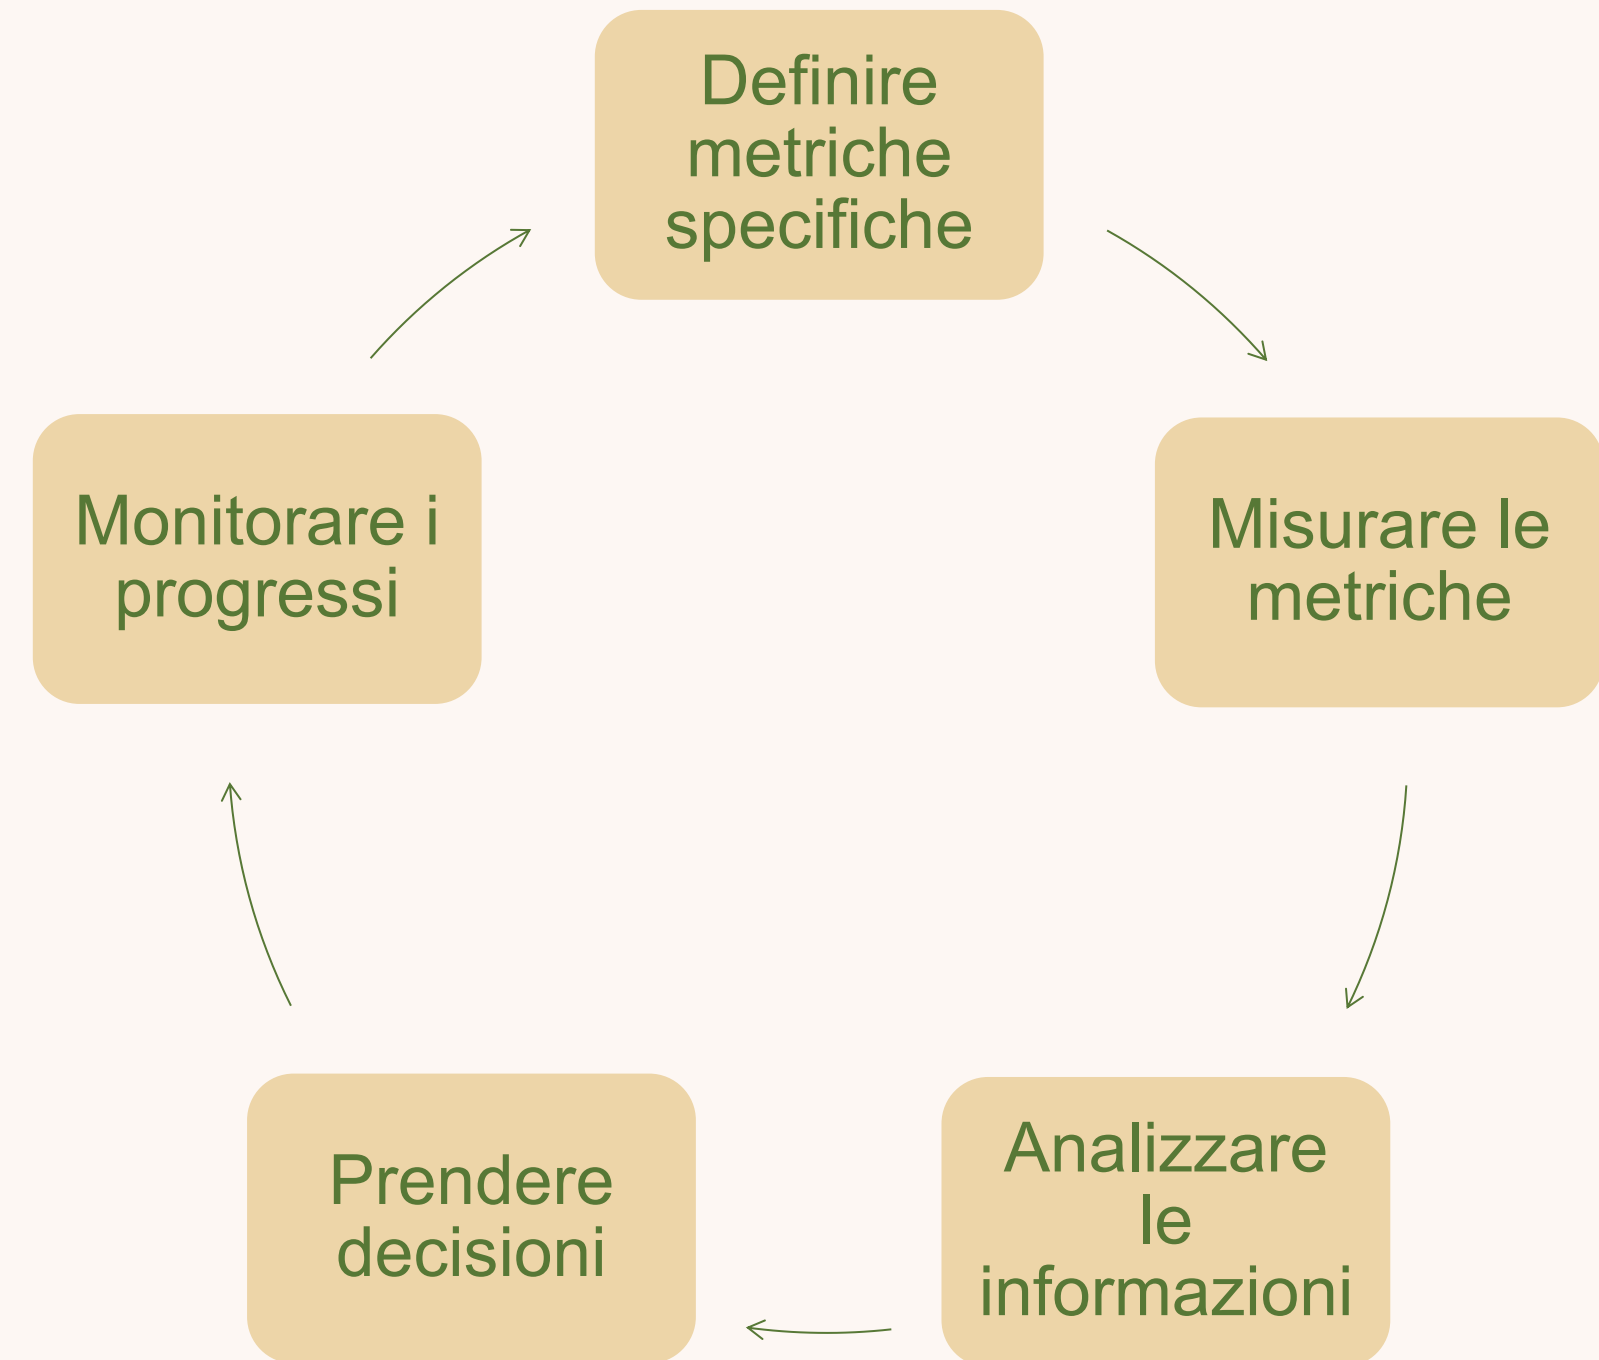 Definire
metriche
specifiche
Misurare le
metriche
Analizzare
le
informazioni
Prendere
decisioni
Monitorare i
progressi